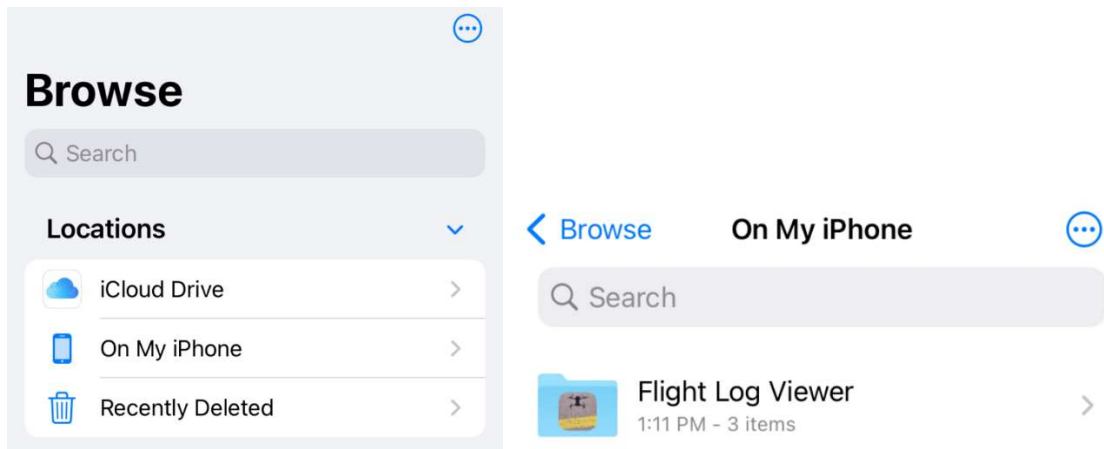 Browse
Search
Locations
iCloud Drive
On My iPhone
Recently Deleted
Browse On My iPhone
Search
Flight Log Viewer
1:11 PM - 3 items